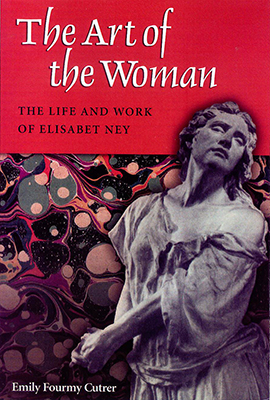 The Art of
the Woman
THE LIFE AND WORK
OF ELISABET NEY
Emily Fourmy Cutrer